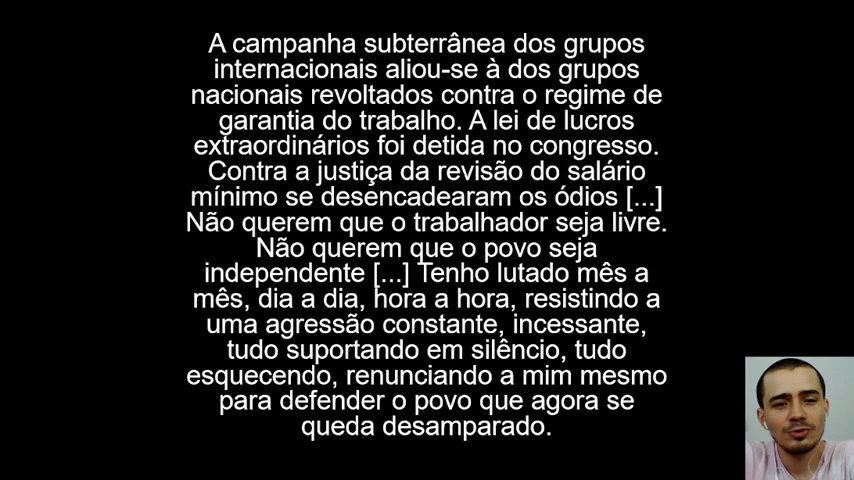 A campanha subterrânea dos grupos
internacionais aliou-se à dos grupos
nacionais revoltados contra o regime de
garantia do trabalho. A lei de lucros
extraordinários foi detida no congresso.
Contra a justiça da revisão do salário
mínimo se desencadearam os ódios [...]
Não querem que o trabalhador seja livre.
Não querem que o povo seja
independente [...] Tenho lutado mês a
mês, dia a dia, hora a hora, resistindo a
uma agressão constante, incessante,
tudo suportando em silêncio, tudo
esquecendo, renunciando a mim mesmo
para defender o povo que agora se
queda desamparado.